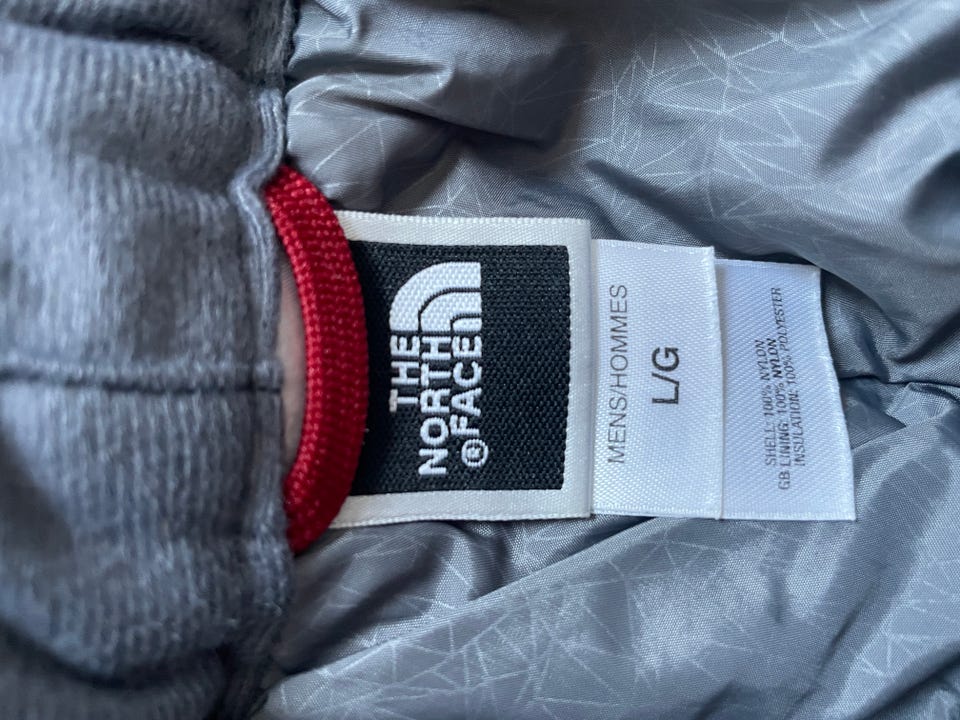 THE
NORTH
FACE®
MENS/HOMMES
L/G
SHELL: 100% NYLON
GB LINING: 100% NYLON
INSULATION: 100% POLYESTER